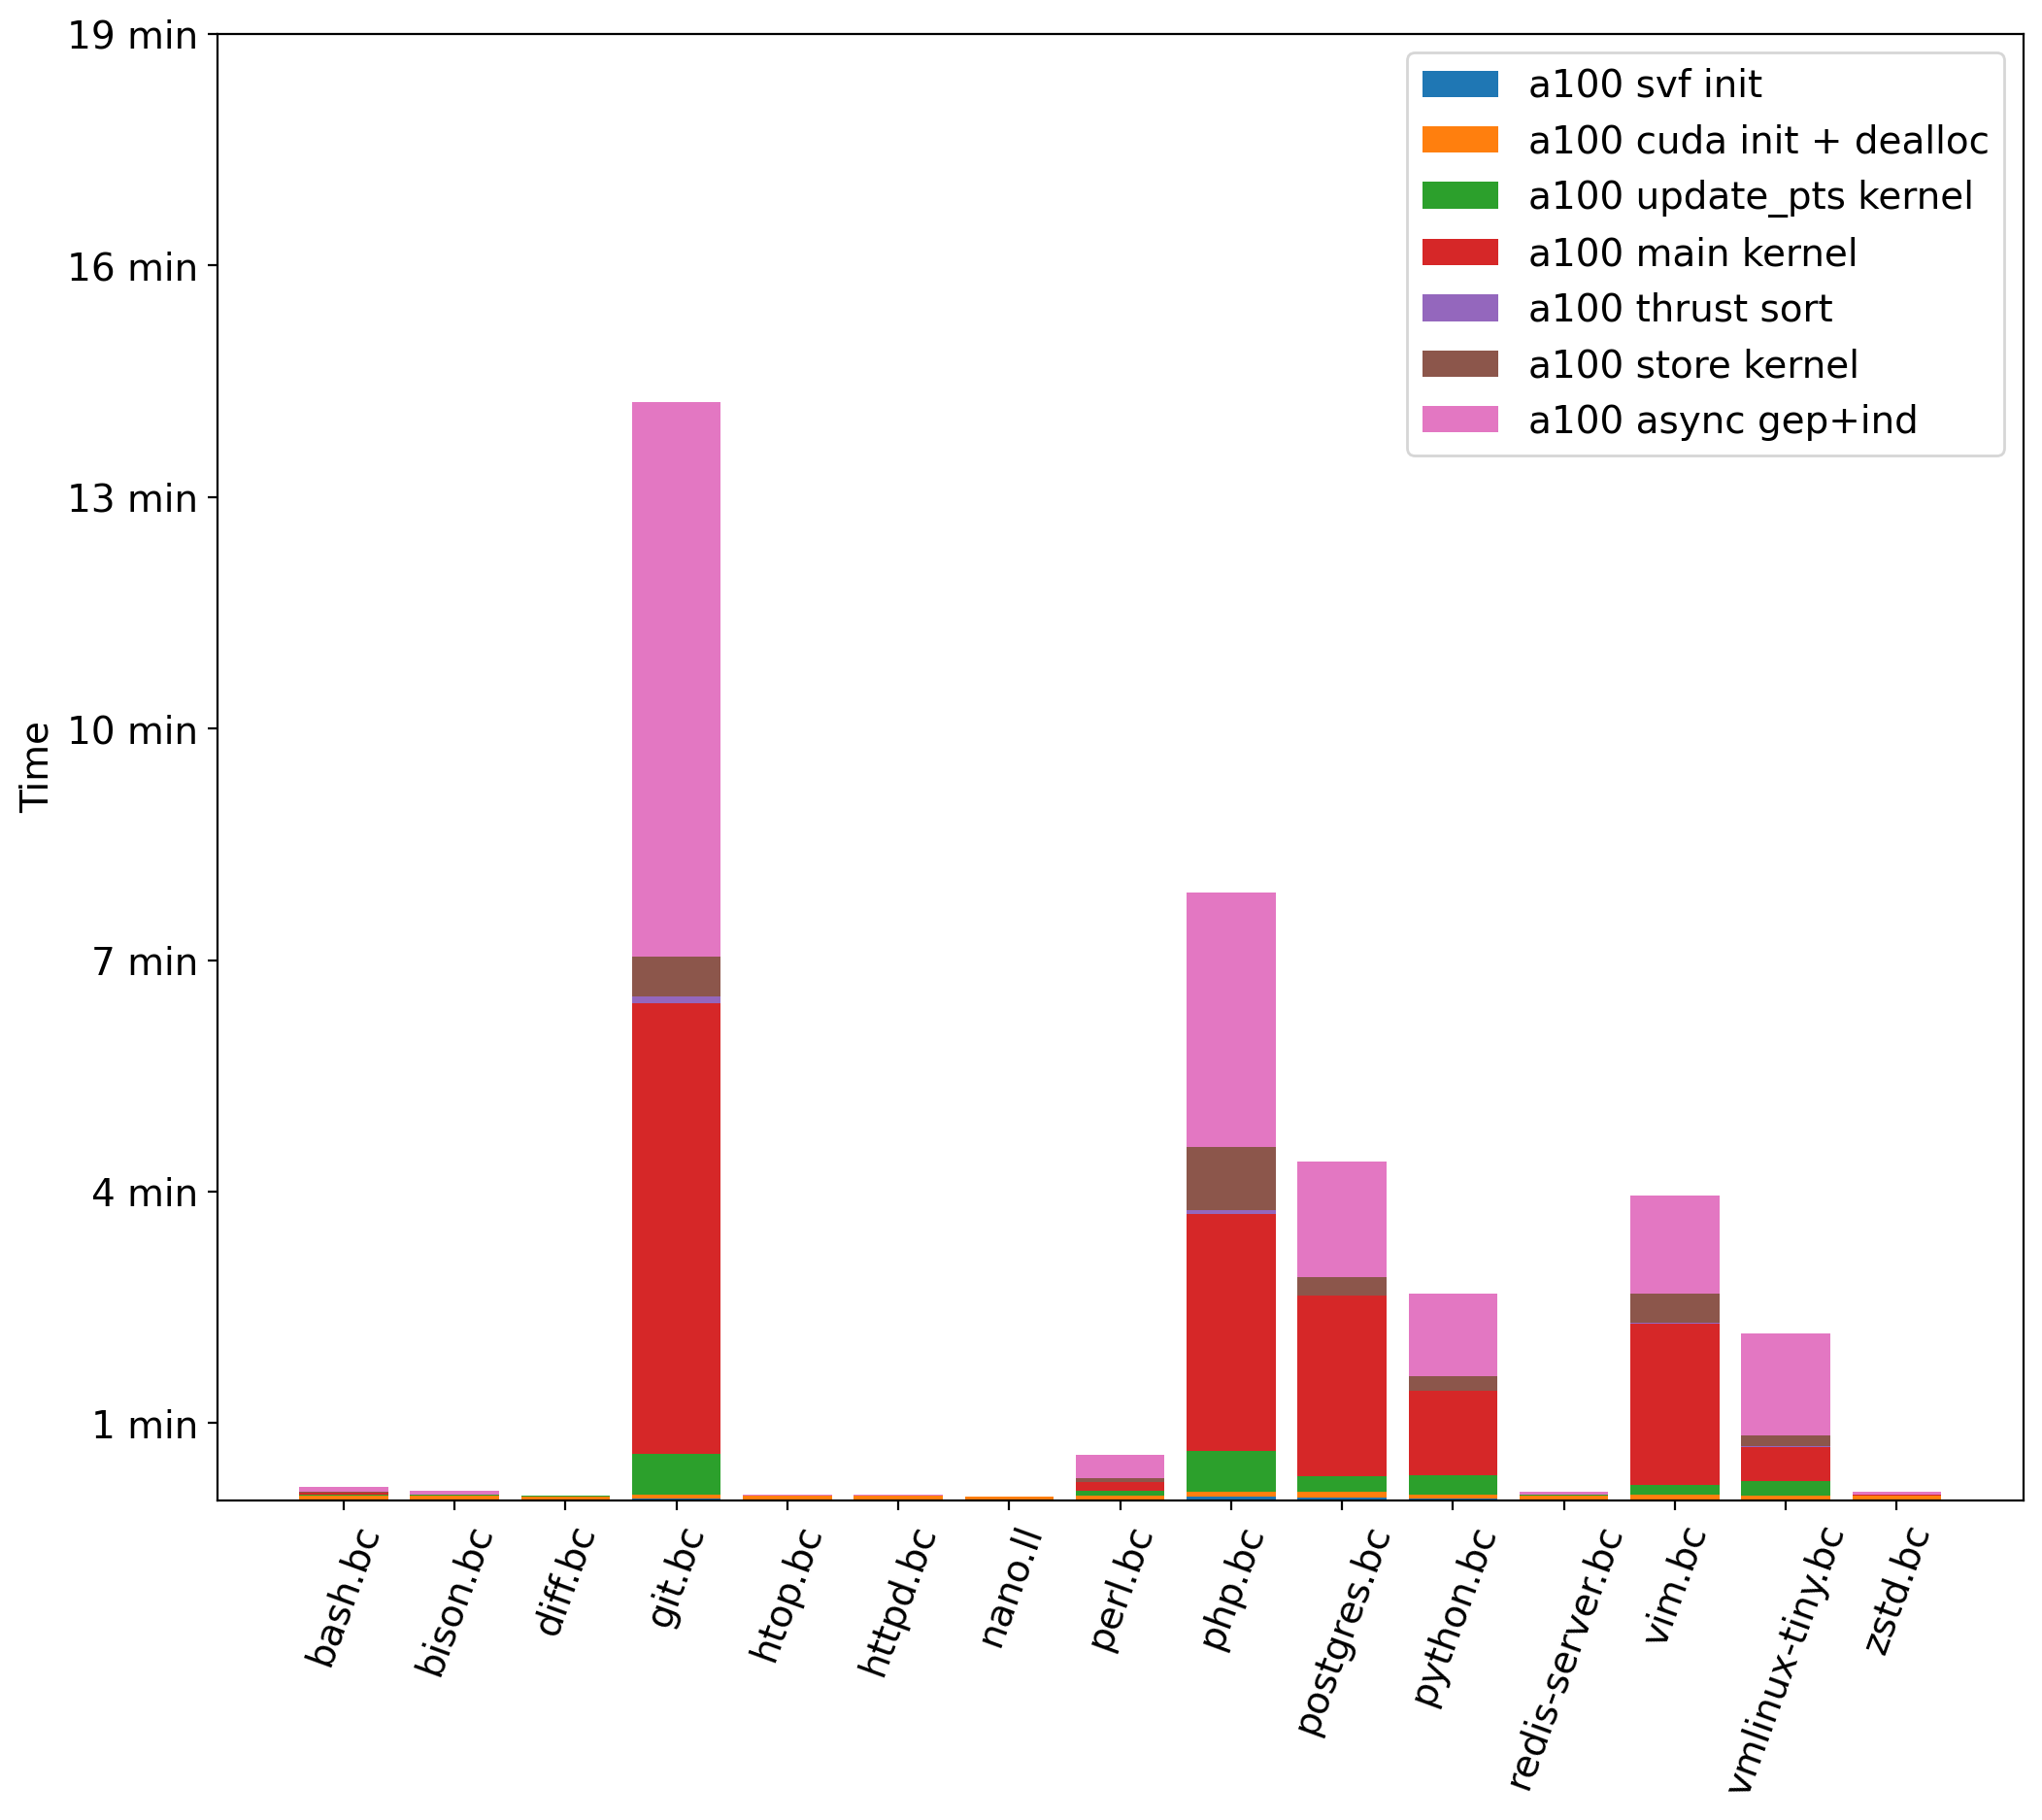 19 min
16 min
13 min
10 min
7 min
4 min
1 min
Time
a100 svf init
a100 cuda init + dealloc
a100 update_pts kernel
a100 main kernel
a100 thrust sort
a100 store kernel
a100 async gep+ind
bash.bc
bison.bc
diff.bc
git.bc
htop.bc
httpd.bc
nano.ll
perl.bc
php.bc
postgres.bc
python.bc
redis-server.bc
vim.bc
vmlinux-tiny.bc
zstd.bc